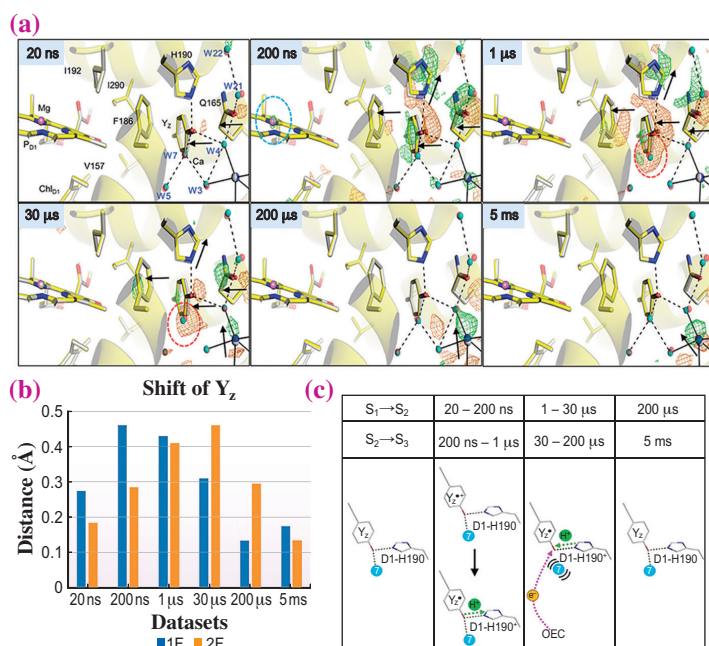 (a)
20 ns
H190
W22
I192
I290
W21
Mg
F186
Q165
Yz
PD1
W7
W4
Ca
V157
W5
W3
ChlD1
200 ns
1 μs
30 μs
200 μs
5 ms
(b)
Shift of Yz
Distance (Å)
0.5
0.4
0.3
0.2
0.1
0
20 ns 200 ns 1 μs 30 μs 200 μs 5 ms
Datasets
1F 2F
(c)
S1→S2 20 – 200 ns 1 – 30 μs 200 μs
S2→S3 200 ns – 1 μs 30 – 200 μs 5 ms
Yz
D1-H190
7
Yz•+
D1-H190
7
Yz•
H+
D1-H190+
7
Yz•
H+
D1-H190+
7
e-
OEC
Yz
D1-H190
7